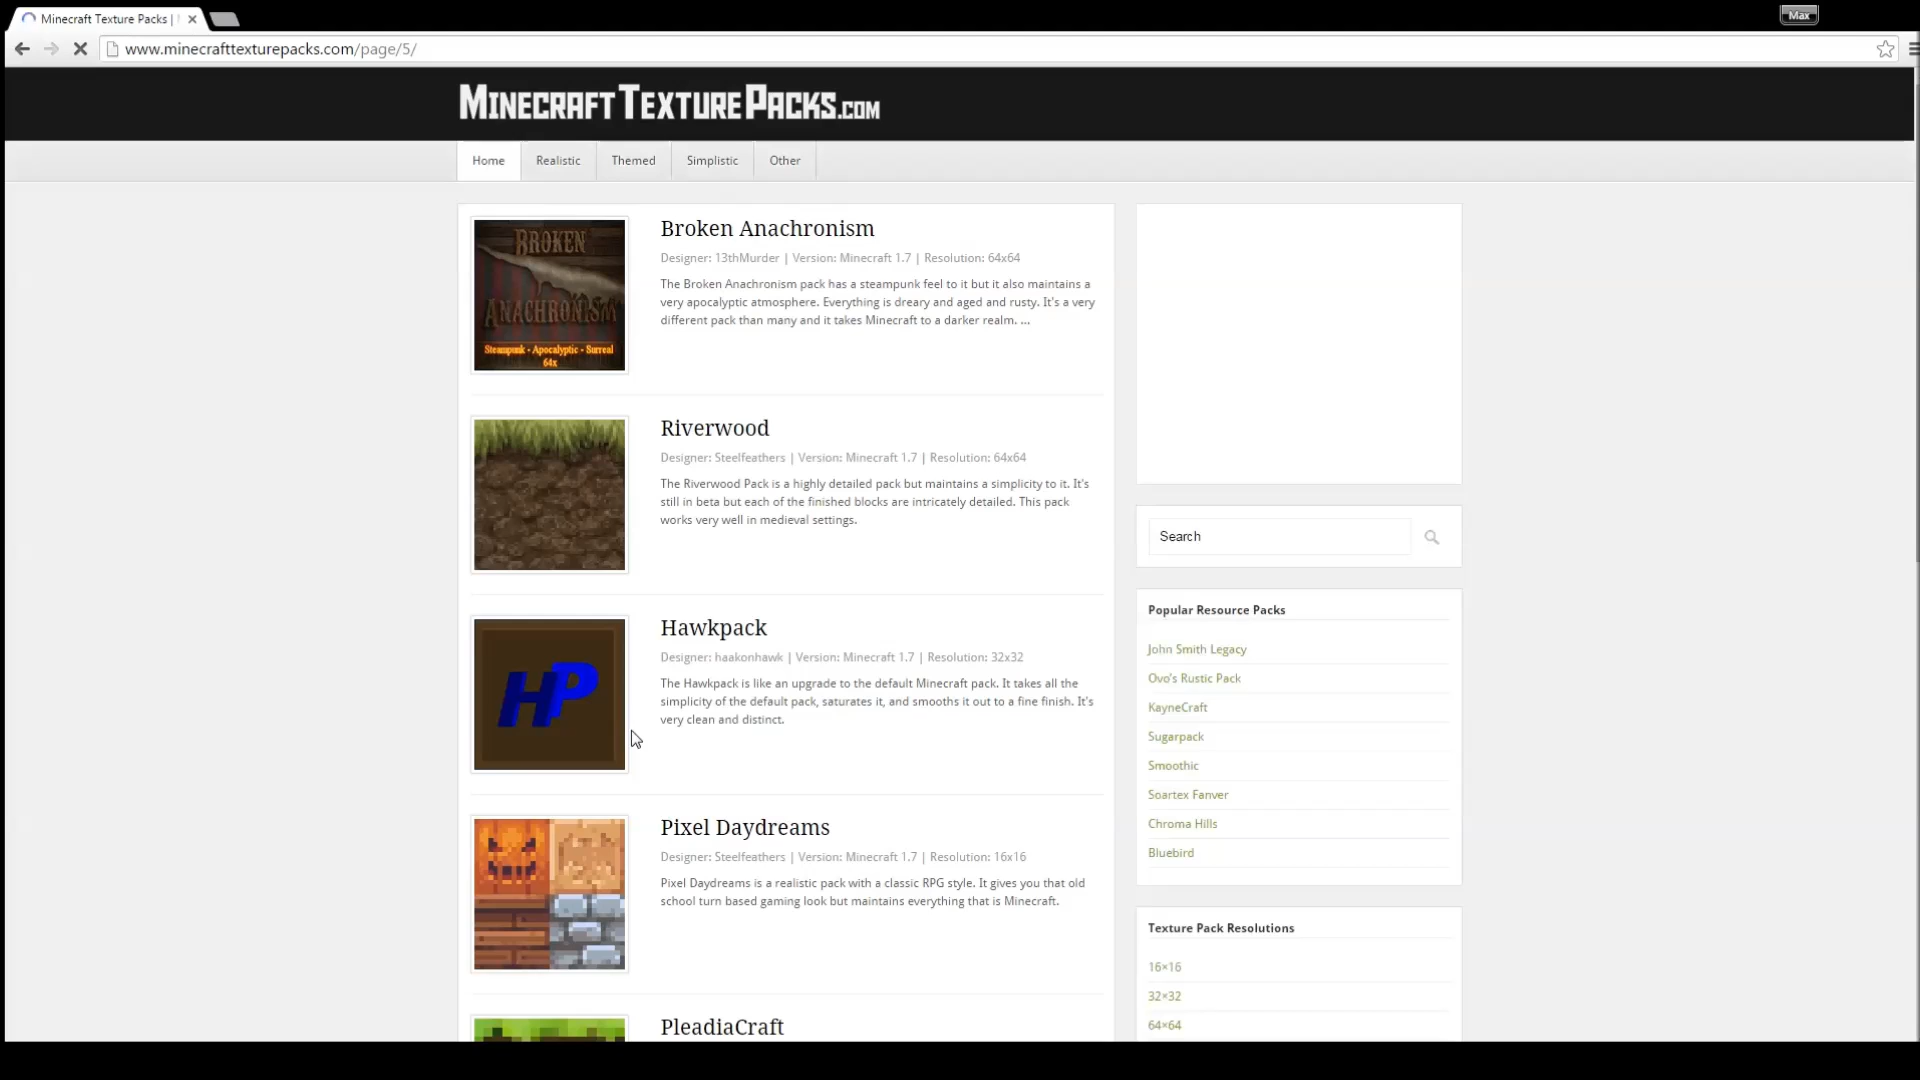 Minecraft Texture Packs |
Max
www.minecrafttexturepacks.com/page/5/
MINECRAFTTEXTUREPACKS.COM
Home
Realistic
Themed
Simplistic
Other
BROKEN
ANACHRONISM
Steampunk - Apocalyptic - Surreal
64x
Broken Anachronism
Designer: 13thMurder | Version: Minecraft 1.7 | Resolution: 64x64
The Broken Anachronism pack has a steampunk feel to it but it also maintains a
very apocalyptic atmosphere. Everything is dreary and aged and rusty. It's a very
different pack than many and it takes Minecraft to a darker realm. ...
Riverwood
Designer: Steelfeathers | Version: Minecraft 1.7 | Resolution: 64x64
The Riverwood Pack is a highly detailed pack but maintains a simplicity to it. It's
still in beta but each of the finished blocks are intricately detailed. This pack
works very well in medieval settings.
HP
Hawkpack
Designer: haakonhawk | Version: Minecraft 1.7 | Resolution: 32x32
The Hawkpack is like an upgrade to the default Minecraft pack. It takes all the
simplicity of the default pack, saturates it, and smooths it out to a fine finish. It's
very clean and distinct.
Pixel Daydreams
Designer: Steelfeathers | Version: Minecraft 1.7 | Resolution: 16x16
Pixel Daydreams is a realistic pack with a classic RPG style. It gives you that old
school turn based gaming look but maintains everything that is Minecraft.
PleadiaCraft
Search
Popular Resource Packs
John Smith Legacy
Ovo's Rustic Pack
KayneCraft
Sugarpack
Smoothic
Soartex Fanver
Chroma Hills
Bluebird
Texture Pack Resolutions
16×16
32×32
64×64